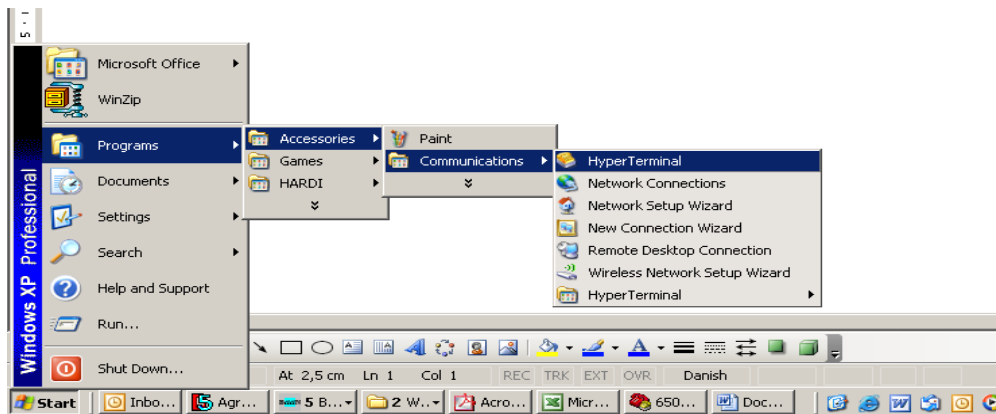 5
Microsoft Office
WinZip
Programs
Documents
Settings
Search
Help and Support
Run...
Shut Down...
Windows XP Professional
Accessories
Games
HARDI
Paint
Communications
HyperTerminal
Network Connections
Network Setup Wizard
New Connection Wizard
Remote Desktop Connection
Wireless Network Setup Wizard
HyperTerminal
At 2,5 cm Ln 1 Col 1 REC TRK EXT OVR Danish
Start Inbo... Agr... 5 B... 2 W... Acro... Micr... 650... Doc...